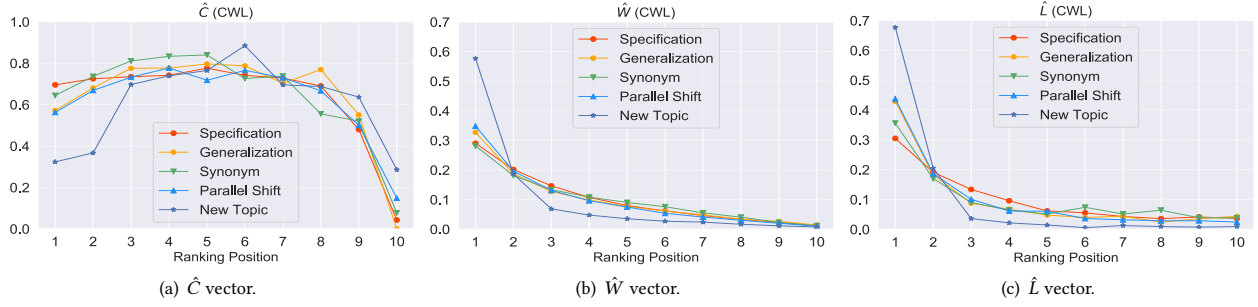 Ĉ (CWL)
1.0
0.8
0.6
0.4
0.2
0.0
Specification
Generalization
Synonym
Parallel Shift
New Topic
1 2 3 4 5 6 7 8 9 10
Ranking Position
(a) Ĉ vector.
Ŵ (CWL)
0.7
0.6
0.5
0.4
0.3
0.2
0.1
0.0
Specification
Generalization
Synonym
Parallel Shift
New Topic
1 2 3 4 5 6 7 8 9 10
Ranking Position
(b) Ŵ vector.
L̂ (CWL)
0.7
0.6
0.5
0.4
0.3
0.2
0.1
0.0
Specification
Generalization
Synonym
Parallel Shift
New Topic
1 2 3 4 5 6 7 8 9 10
Ranking Position
(c) L̂ vector.